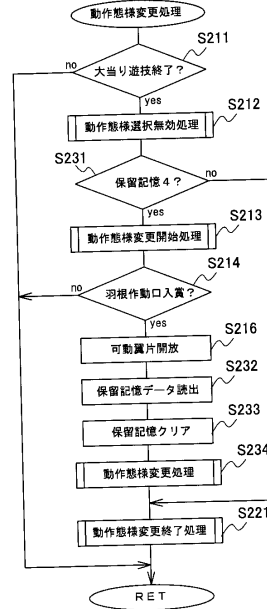 動作態様変更処理
S211
no
大当り遊技終了？
yes
S212
動作態様選択無効処理
S231
保留記憶４？
no
yes
S213
動作態様変更開始処理
S214
no
羽根作動口入賞？
yes
S216
可動翼片開放
S232
保留記憶データ読出
S233
保留記憶クリア
S234
動作態様変更処理
S221
動作態様変更終了処理
RET